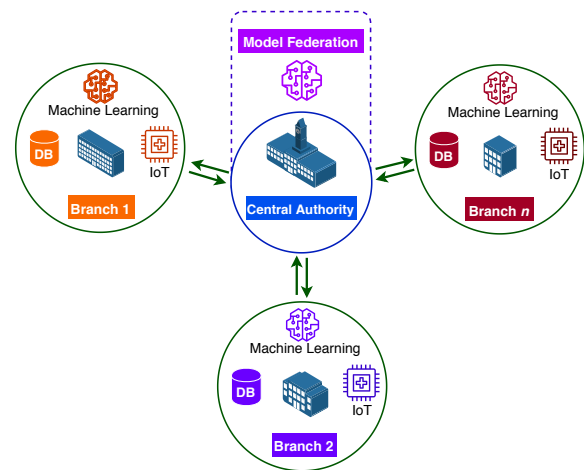 Model Federation
Machine Learning
DB
IoT
Branch 1
Central Authority
Machine Learning
DB
IoT
Branch n
Machine Learning
DB
IoT
Branch 2